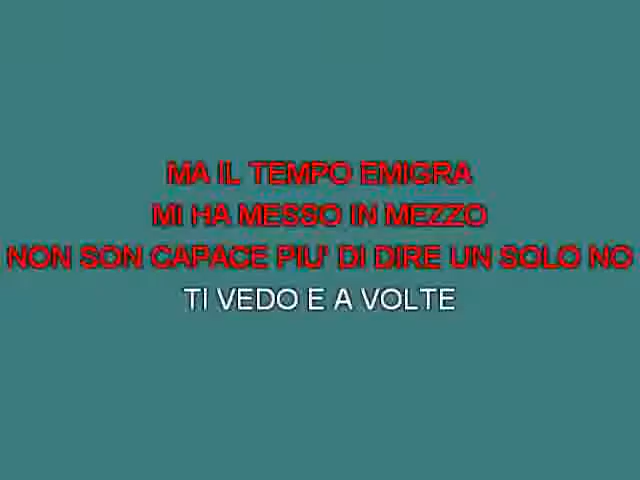 MA IL TEMPO EMIGRA
MI HA MESSO IN MEZZO
NON SON CAPACE PIU' DI DIRE UN SOLO NO
TI VEDO E A VOLTE